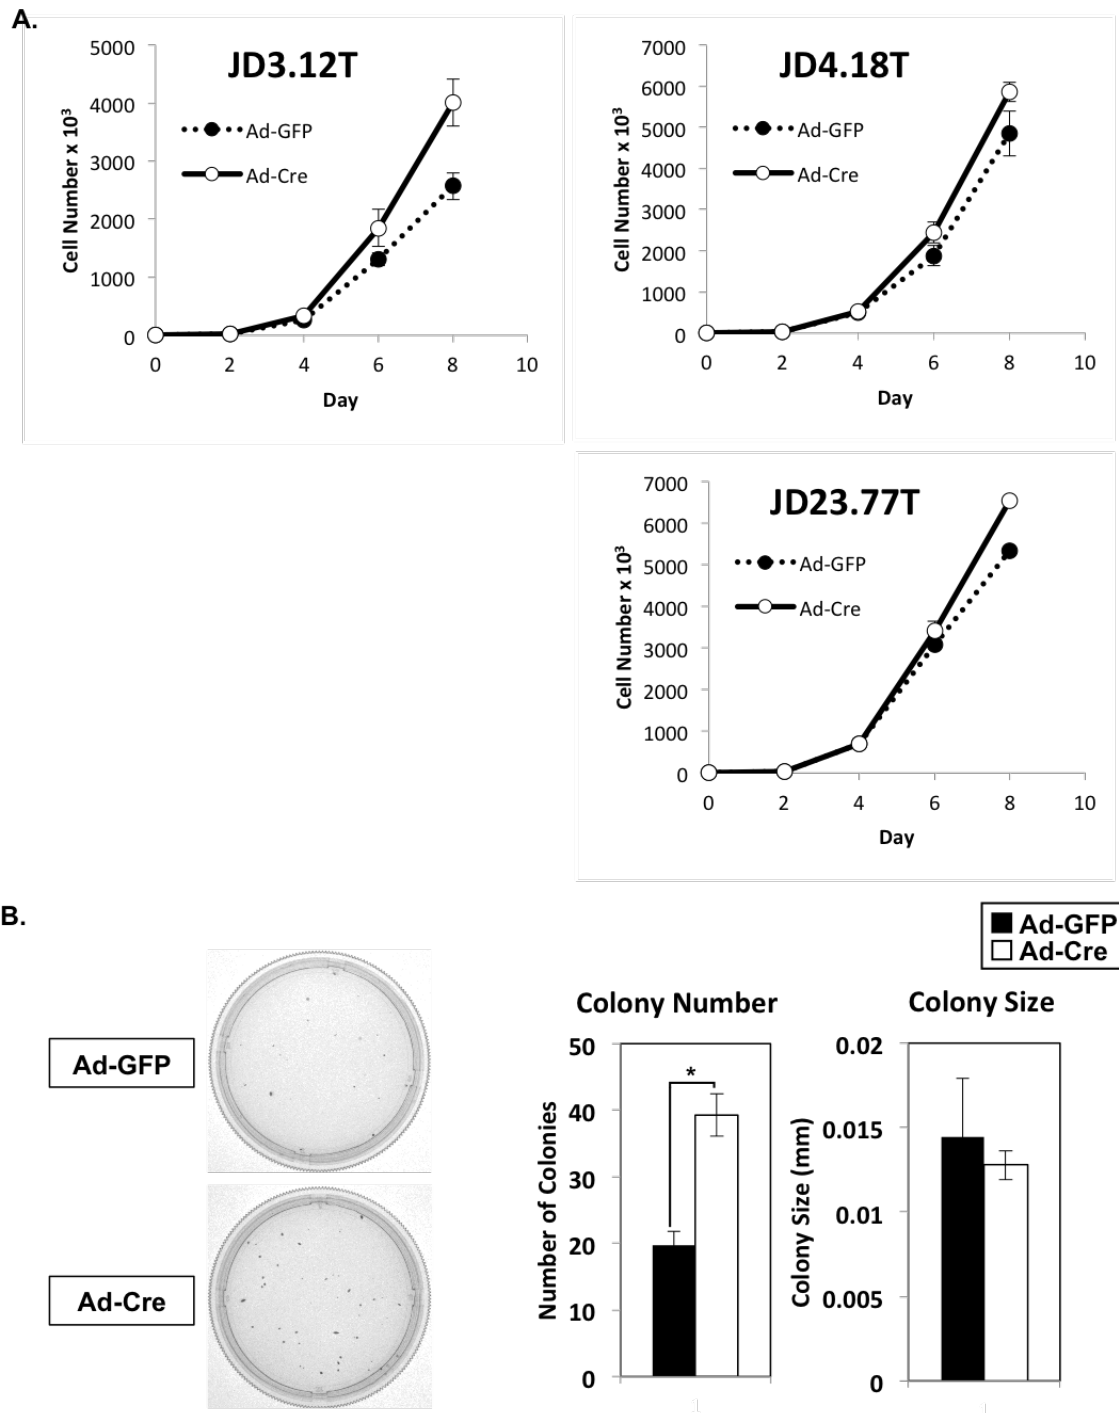 A.
JD3.12T
5000
4000
3000
2000
1000
0
Cell Number x 10³
Ad-GFP
Ad-Cre
0 2 4 6 8 10
Day
JD4.18T
7000
6000
5000
4000
3000
2000
1000
0
Cell Number x 10³
Ad-GFP
Ad-Cre
0 2 4 6 8 10
Day
JD23.77T
7000
6000
5000
4000
3000
2000
1000
0
Cell Number x 10³
Ad-GFP
Ad-Cre
0 2 4 6 8 10
Day
B.
Ad-GFP
Ad-Cre
Ad-GFP
Ad-Cre
Colony Number
50
40
30
20
10
0
Number of Colonies
*
Colony Size
0.02
0.015
0.01
0.005
0
Colony Size (mm)